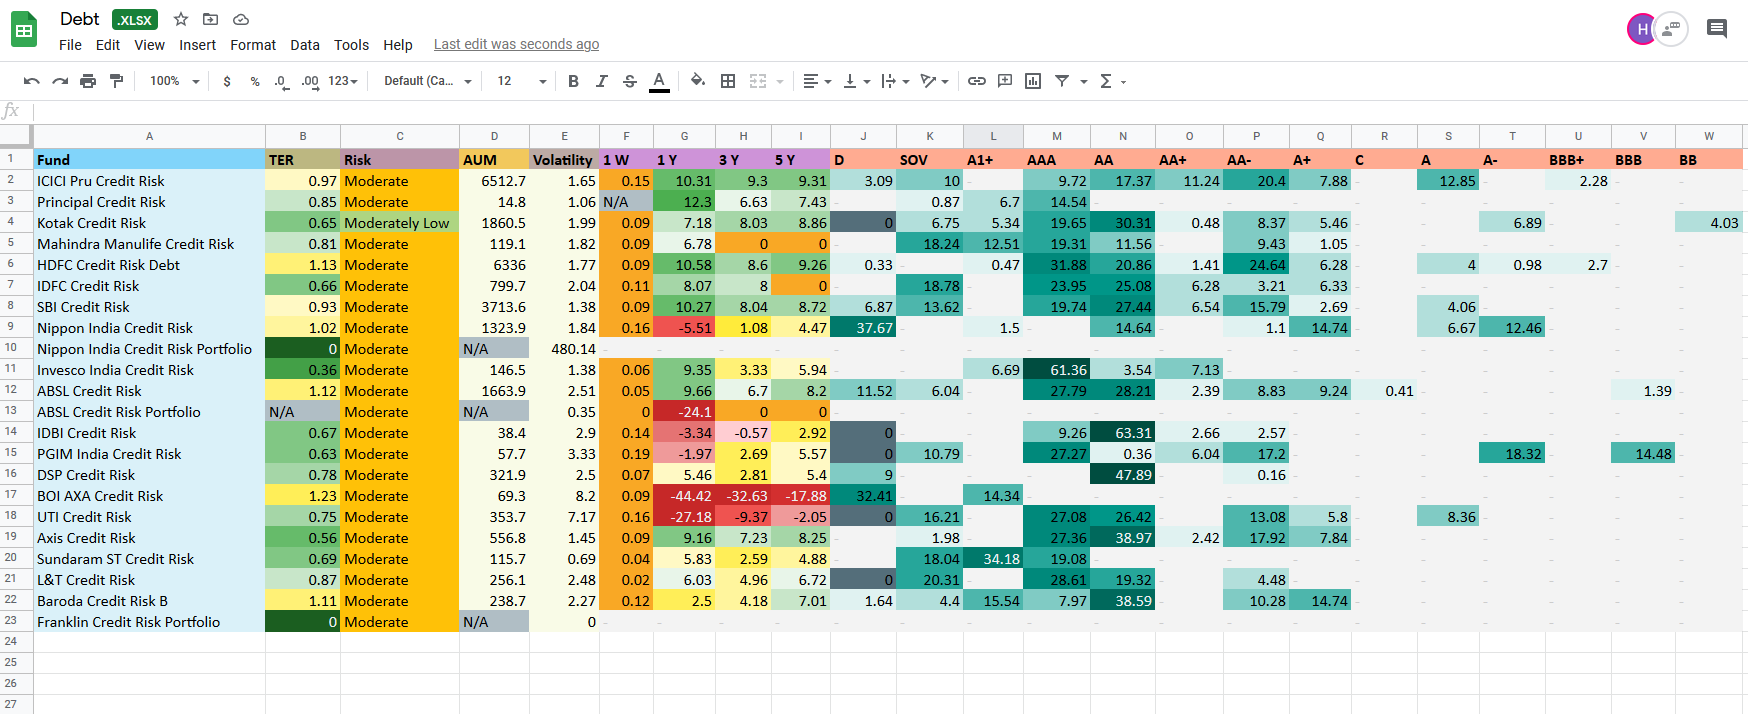 Debt .XLSX
H
File Edit View Insert Format Data Tools Help Last edit was seconds ago
100% $ % .0 .00 123 Default (Ca... 12 B I S A Σ
fx
A B C D E F G H I J K L M N O P Q R S T U V W
1 Fund TER Risk AUM Volatility 1 W 1 Y 3 Y 5 Y D SOV A1+ AAA AA AA+ AA- A+ C A A- BBB+ BBB BB
2 ICICI Pru Credit Risk 0.97 Moderate 6512.7 1.65 0.15 10.31 9.3 9.31 3.09 10 - 9.72 17.37 11.24 20.4 7.88 - 12.85 - 2.28 - -
3 Principal Credit Risk 0.85 Moderate 14.8 1.06 N/A 12.3 6.63 7.43 - 0.87 6.7 14.54 - - - - - - - - - -
4 Kotak Credit Risk 0.65 Moderately Low 1860.5 1.99 0.09 7.18 8.03 8.86 0 6.75 5.34 19.65 30.31 0.48 8.37 5.46 - - 6.89 - - 4.03
5 Mahindra Manulife Credit Risk 0.81 Moderate 119.1 1.82 0.09 6.78 0 0 - 18.24 12.51 19.31 11.56 - 9.43 1.05 - - - - - -
6 HDFC Credit Risk Debt 1.13 Moderate 6336 1.77 0.09 10.58 8.6 9.26 0.33 - 0.47 31.88 20.86 1.41 24.64 6.28 - 4 0.98 2.7 - -
7 IDFC Credit Risk 0.66 Moderate 799.7 2.04 0.11 8.07 8 0 - 18.78 - 23.95 25.08 6.28 3.21 6.33 - - - - - -
8 SBI Credit Risk 0.93 Moderate 3713.6 1.38 0.09 10.27 8.04 8.72 6.87 13.62 - 19.74 27.44 6.54 15.79 2.69 - 4.06 - - - -
9 Nippon India Credit Risk 1.02 Moderate 1323.9 1.84 0.16 -5.51 1.08 4.47 37.67 - 1.5 - 14.64 - 1.1 14.74 - 6.67 12.46 - - -
10 Nippon India Credit Risk Portfolio 0 Moderate N/A 480.14 - - - - - - - - - - - - - - - - - -
11 Invesco India Credit Risk 0.36 Moderate 146.5 1.38 0.06 9.35 3.33 5.94 - - 6.69 61.36 3.54 7.13 - - - - - - - -
12 ABSL Credit Risk 1.12 Moderate 1663.9 2.51 0.05 9.66 6.7 8.2 11.52 6.04 - 27.79 28.21 2.39 8.83 9.24 0.41 - - - 1.39 -
13 ABSL Credit Risk Portfolio N/A Moderate N/A 0.35 0 -24.1 0 0 - - - - - - - - - - - - - -
14 IDBI Credit Risk 0.67 Moderate 38.4 2.9 0.14 -3.34 -0.57 2.92 0 - - 9.26 63.31 2.66 2.57 - - - - - - -
15 PGIM India Credit Risk 0.63 Moderate 57.7 3.33 0.19 -1.97 2.69 5.57 0 10.79 - 27.27 0.36 6.04 17.2 - - - 18.32 - 14.48 -
16 DSP Credit Risk 0.78 Moderate 321.9 2.5 0.07 5.46 2.81 5.4 9 - - - 47.89 - 0.16 - - - - - - -
17 BOI AXA Credit Risk 1.23 Moderate 69.3 8.2 0.09 -44.42 -32.63 -17.88 32.41 - 14.34 - - - - - - - - - - -
18 UTI Credit Risk 0.75 Moderate 353.7 7.17 0.16 -27.18 -9.37 -2.05 0 16.21 - 27.08 26.42 - 13.08 5.8 - 8.36 - - - -
19 Axis Credit Risk 0.56 Moderate 556.8 1.45 0.09 9.16 7.23 8.25 - 1.98 - 27.36 38.97 2.42 17.92 7.84 - - - - - -
20 Sundaram ST Credit Risk 0.69 Moderate 115.7 0.69 0.04 5.83 2.59 4.88 - 18.04 34.18 19.08 - - - - - - - - - -
21 L&T Credit Risk 0.87 Moderate 256.1 2.48 0.02 6.03 4.96 6.72 0 20.31 - 28.61 19.32 - 4.48 - - - - - - -
22 Baroda Credit Risk B 1.11 Moderate 238.7 2.27 0.12 2.5 4.18 7.01 1.64 4.4 15.54 7.97 38.59 - 10.28 14.74 - - - - - -
23 Franklin Credit Risk Portfolio 0 Moderate N/A 0 - - - - - - - - - - - - - - - - - -
24
25
26
27